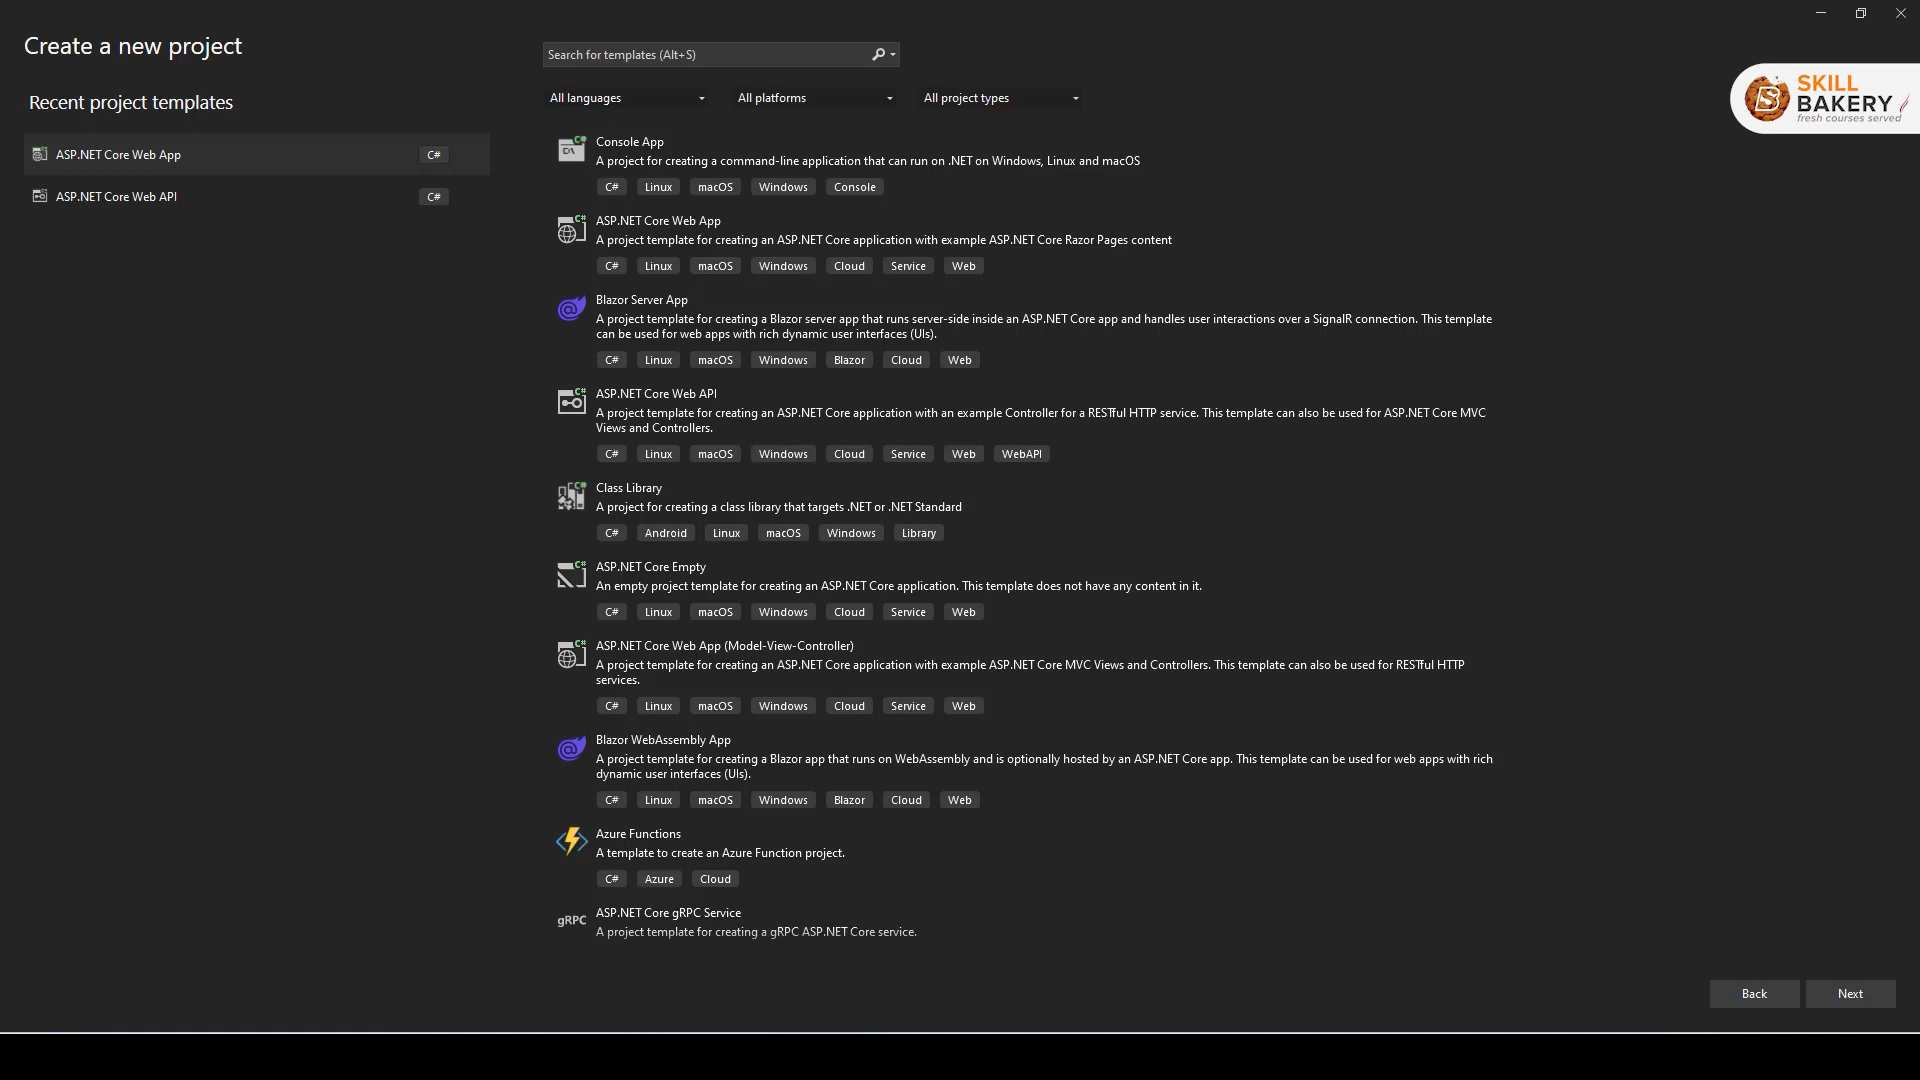 Create a new project
Search for templates (Alt+S)
SKILL
BAKERY
fresh courses served
Recent project templates
All languages
All platforms
All project types
ASP.NET Core Web App
C#
ASP.NET Core Web API
C#
C#
D:\
Console App
A project for creating a command-line application that can run on .NET on Windows, Linux and macOS
C# Linux macOS Windows Console
C#
ASP.NET Core Web App
A project template for creating an ASP.NET Core application with example ASP.NET Core Razor Pages content
C# Linux macOS Windows Cloud Service Web
Blazor Server App
A project template for creating a Blazor server app that runs server-side inside an ASP.NET Core app and handles user interactions over a SignalR connection. This template
can be used for web apps with rich dynamic user interfaces (UIs).
C# Linux macOS Windows Blazor Cloud Web
C#
ASP.NET Core Web API
A project template for creating an ASP.NET Core application with an example Controller for a RESTful HTTP service. This template can also be used for ASP.NET Core MVC
Views and Controllers.
C# Linux macOS Windows Cloud Service Web WebAPI
C#
Class Library
A project for creating a class library that targets .NET or .NET Standard
C# Android Linux macOS Windows Library
C#
ASP.NET Core Empty
An empty project template for creating an ASP.NET Core application. This template does not have any content in it.
C# Linux macOS Windows Cloud Service Web
C#
ASP.NET Core Web App (Model-View-Controller)
A project template for creating an ASP.NET Core application with example ASP.NET Core MVC Views and Controllers. This template can also be used for RESTful HTTP
services.
C# Linux macOS Windows Cloud Service Web
Blazor WebAssembly App
A project template for creating a Blazor app that runs on WebAssembly and is optionally hosted by an ASP.NET Core app. This template can be used for web apps with rich
dynamic user interfaces (UIs).
C# Linux macOS Windows Blazor Cloud Web
Azure Functions
A template to create an Azure Function project.
C# Azure Cloud
gRPC
ASP.NET Core gRPC Service
A project template for creating a gRPC ASP.NET Core service.
Back
Next